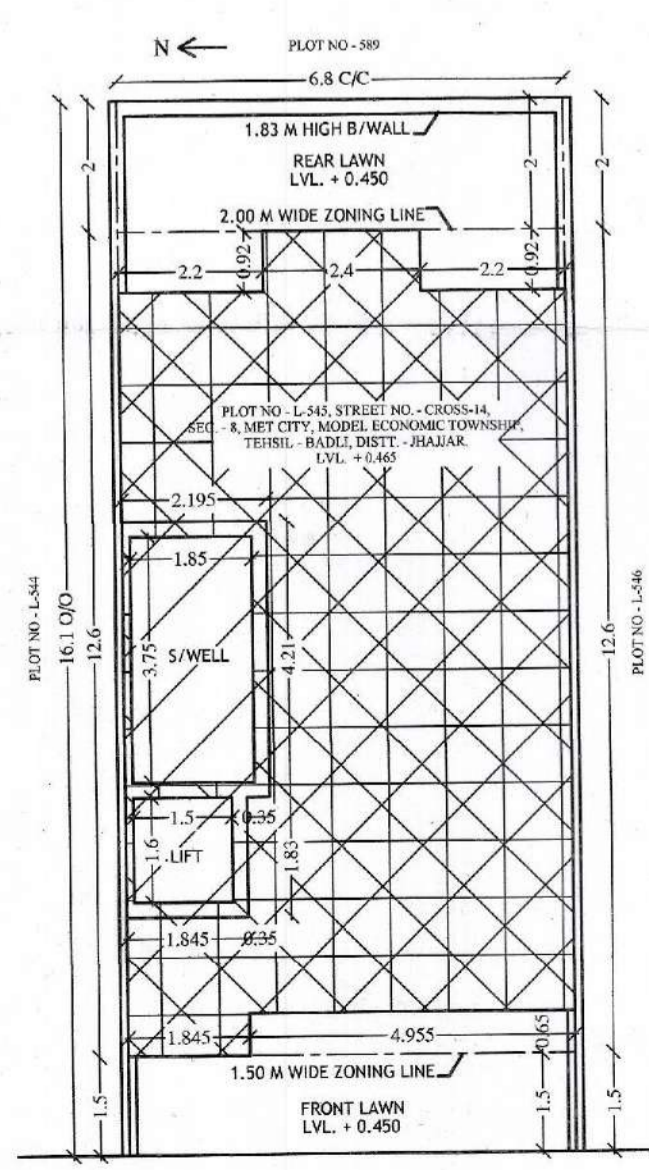 N
PLOT NO - 589
6.8 C/C
1.83 M HIGH B/WALL
REAR LAWN
LVL. + 0.450
2
2
2
2.00 M WIDE ZONING LINE
0.92
0.92
2.2
2.4
2.2
PLOT NO - L-545, STREET NO. - CROSS-14,
SEC. - 8, MET CITY, MODEL ECONOMIC TOWNSHIP,
TEHSIL - BADLI, DISTT. - JHAJJAR.
LVL. + 0.465
2.195
1.85
3.75
S/WELL
4.21
PLOT NO - L-544
16.1 O/O
12.6
12.6
PLOT NO - L-546
1.5
0.35
1.6
LIFT
1.83
1.845
0.35
1.845
4.955
0.65
1.50 M WIDE ZONING LINE
1.5
1.5
1.5
FRONT LAWN
LVL. + 0.450